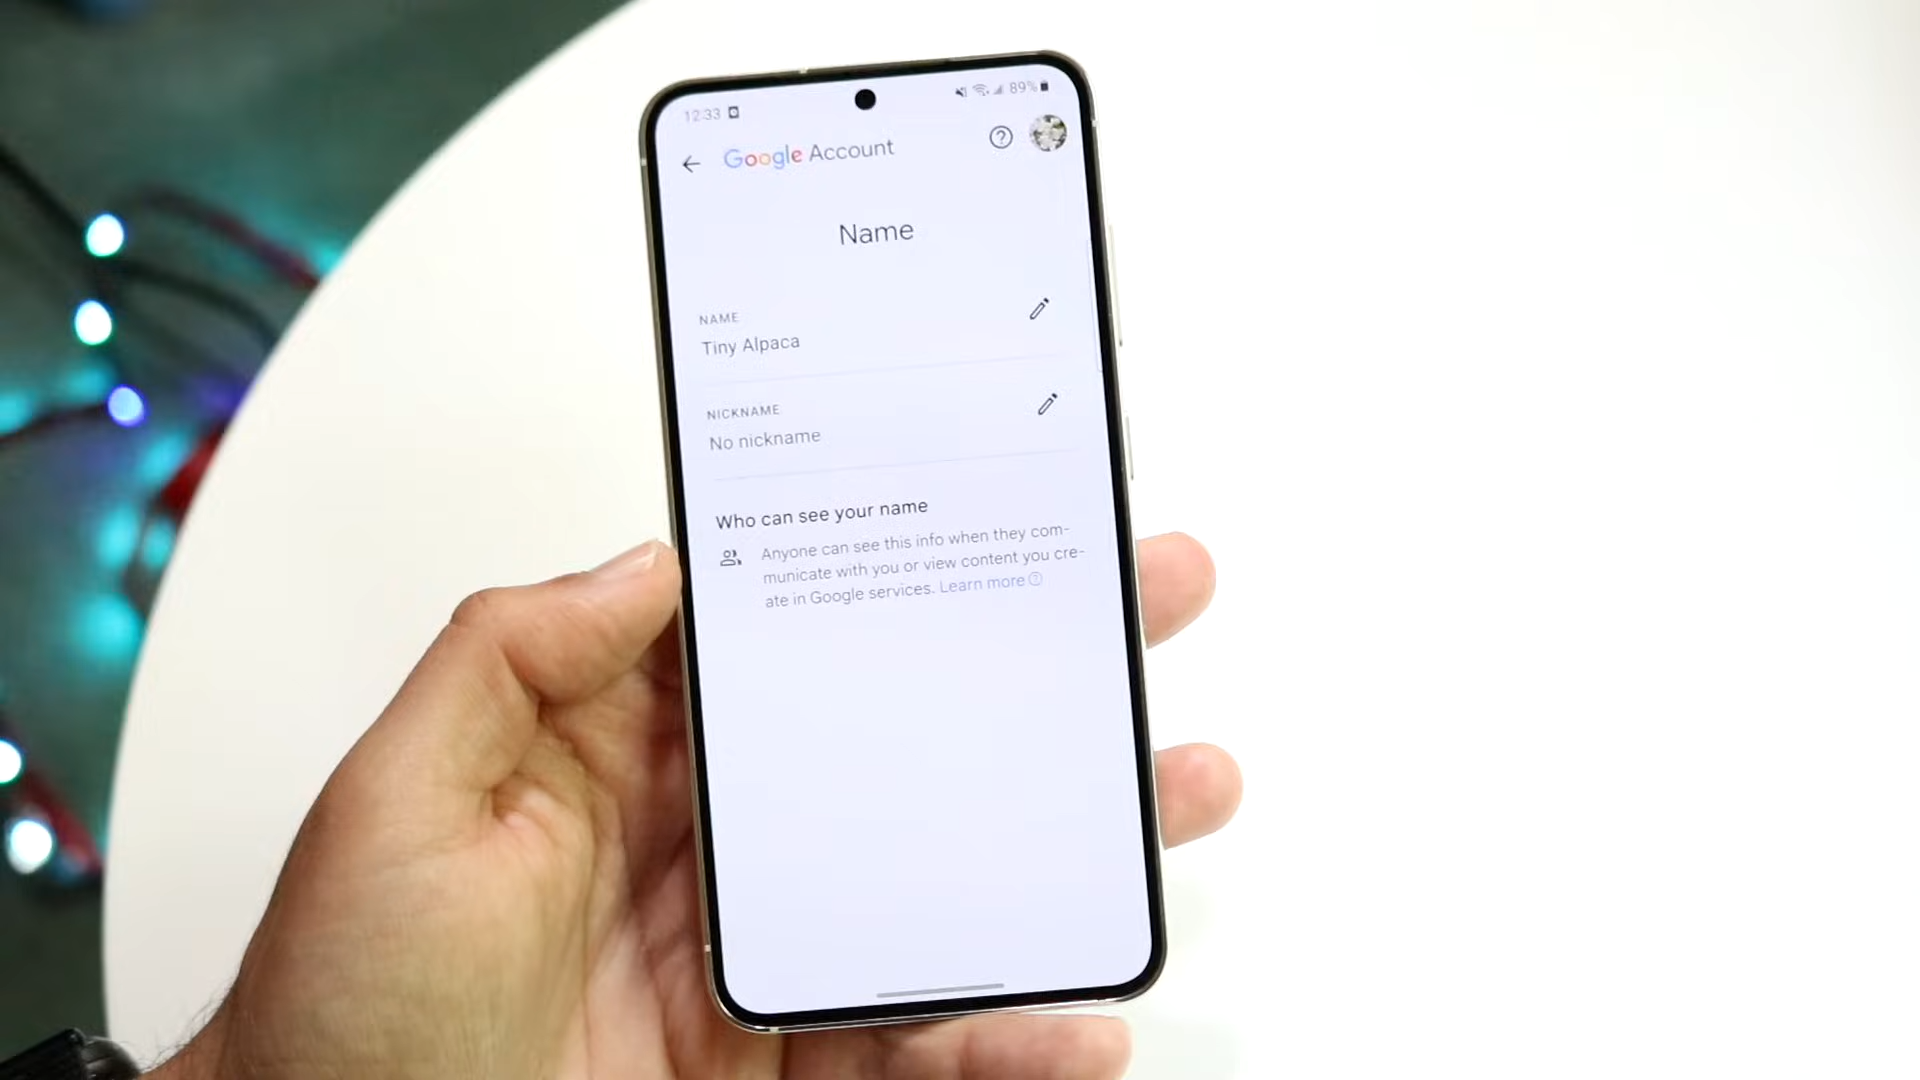 12:33
89%
Google Account
Name
NAME
Tiny Alpaca
NICKNAME
No nickname
Who can see your name
Anyone can see this info when they com-
municate with you or view content you cre-
ate in Google services. Learn more